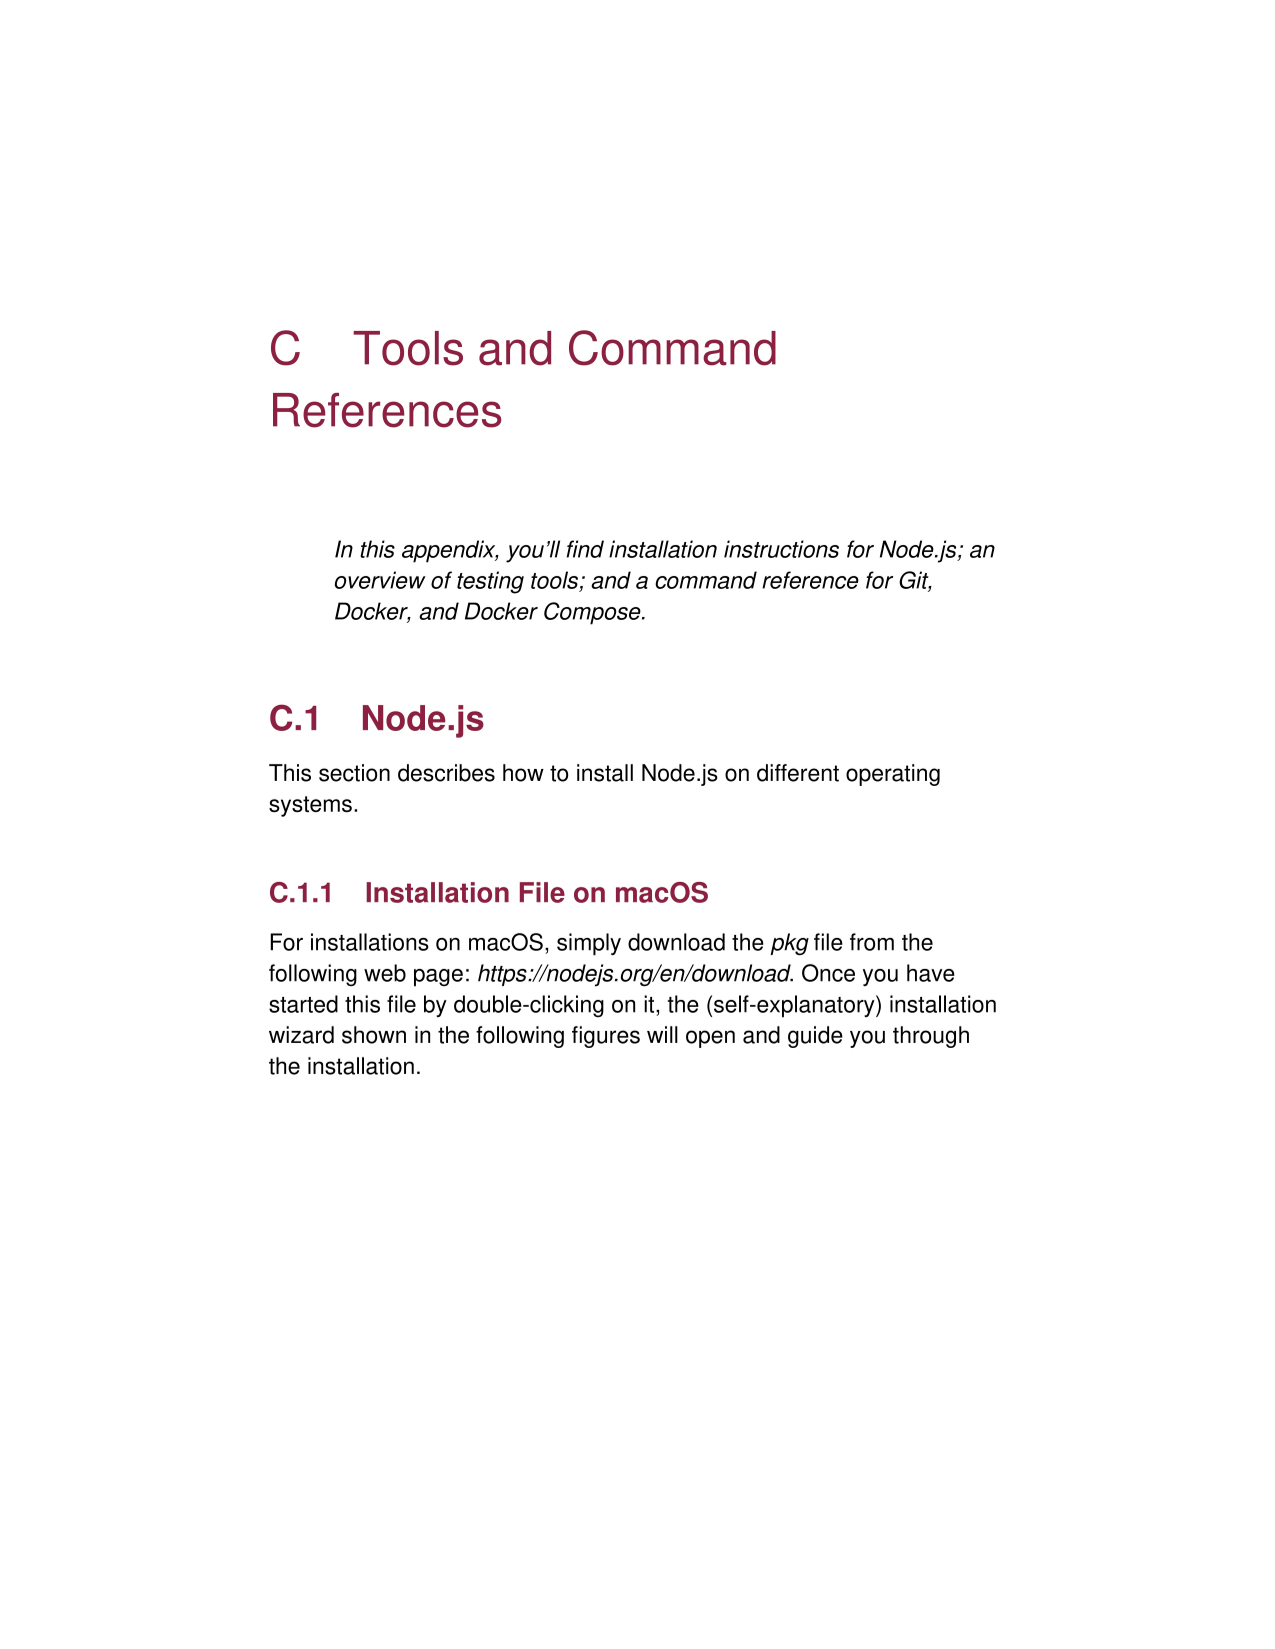 C Tools and Command
References
In this appendix, you’ll find installation instructions for Node.js; an
overview of testing tools; and a command reference for Git,
Docker, and Docker Compose.
C.1 Node.js
This section describes how to install Node.js on different operating
systems.
C.1.1 Installation File on macOS
For installations on macOS, simply download the pkg file from the
following web page: https://nodejs.org/en/download. Once you have
started this file by double-clicking on it, the (self-explanatory) installation
wizard shown in the following figures will open and guide you through
the installation.